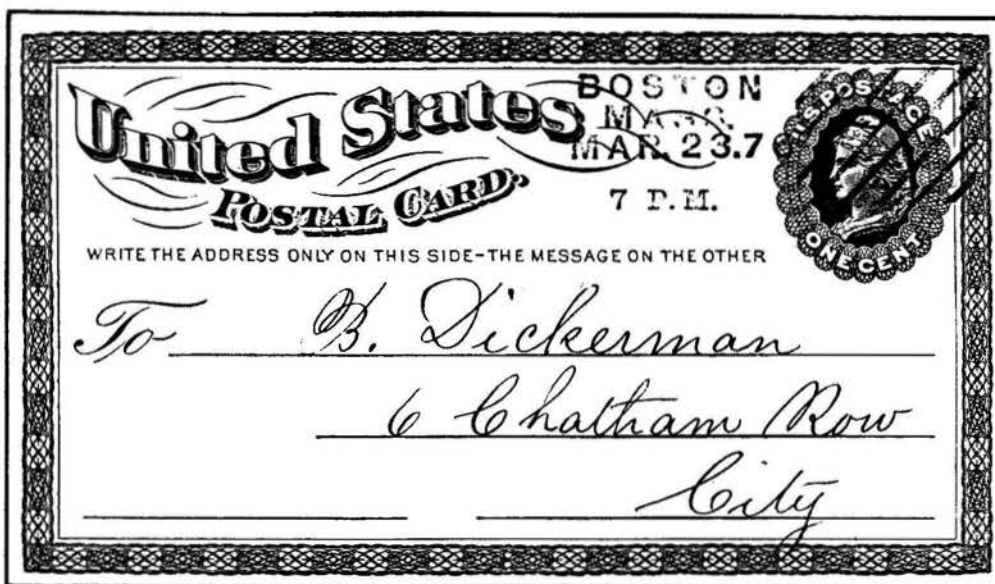 United States
POSTAL CARD.
BOSTON
MASS.
MAR. 23.7
7 P.M.
U.S. POSTAGE
ONE CENT
WRITE THE ADDRESS ONLY ON THIS SIDE-THE MESSAGE ON THE OTHER
To B. Dickerman
6 Chatham Row
City